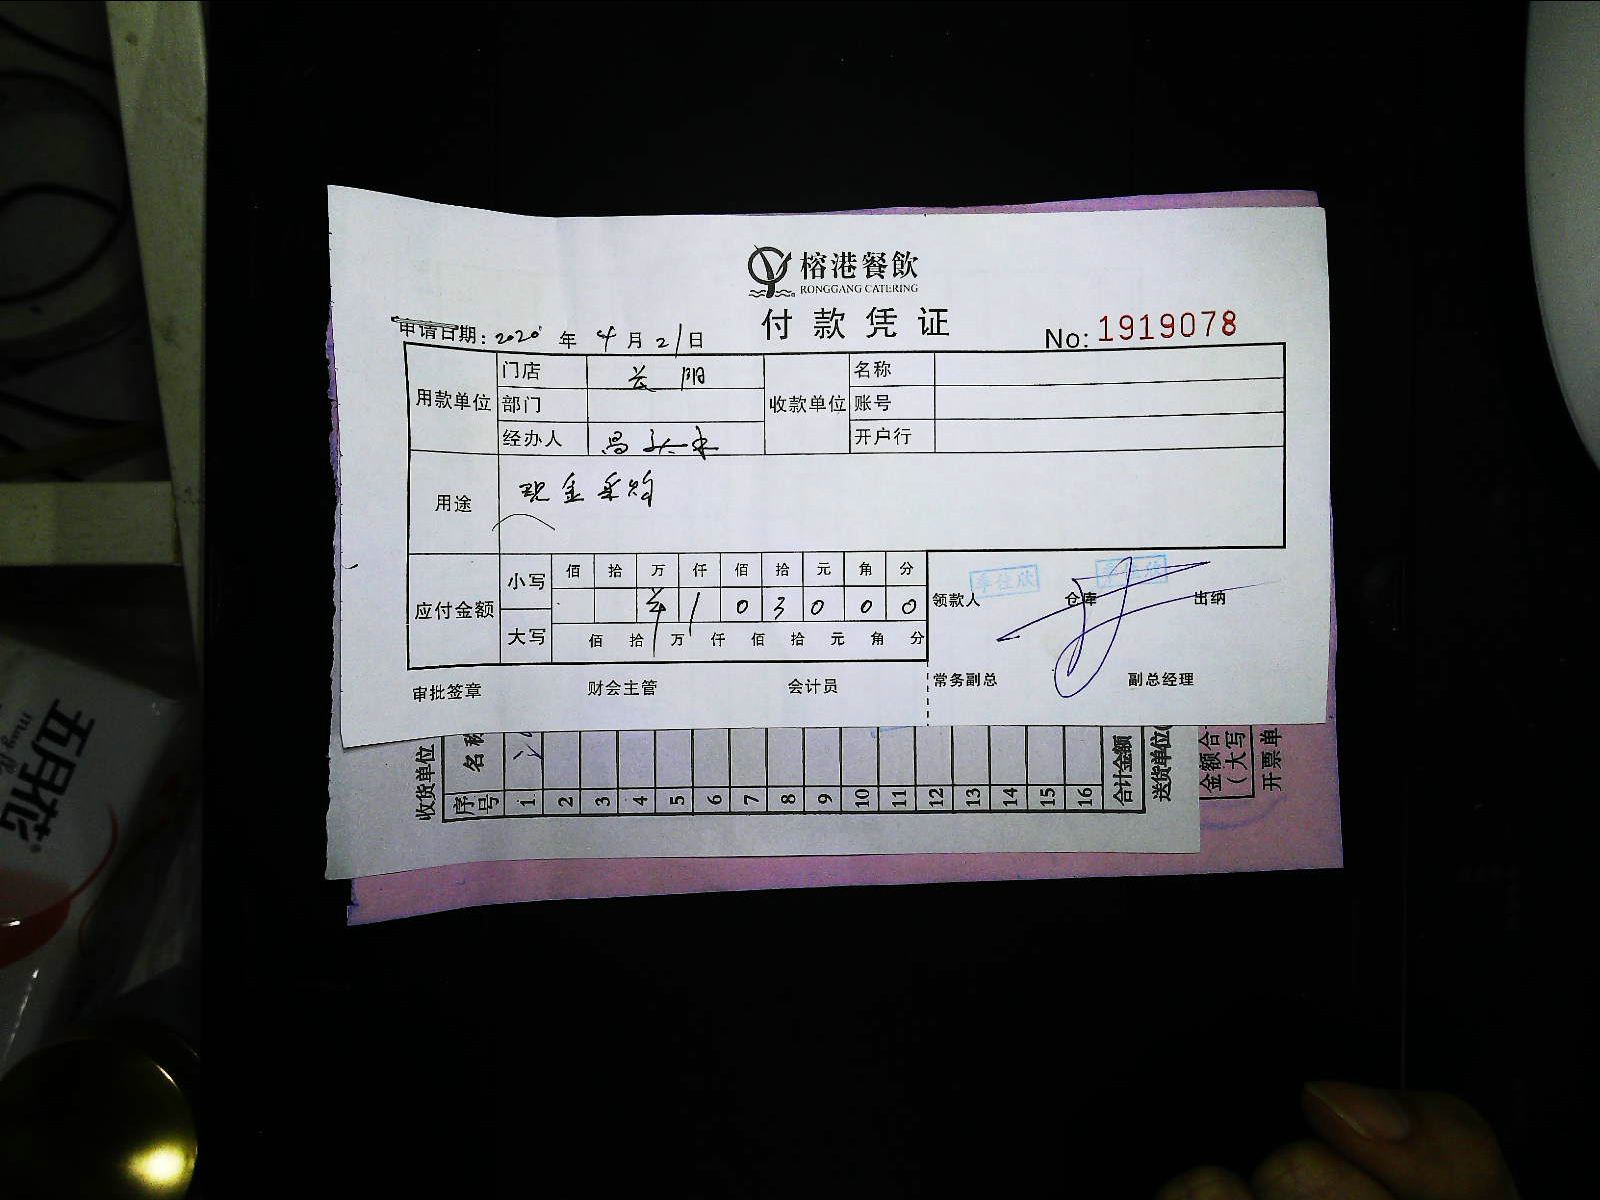 榕港餐飲
RONGGANG CATERING
付款凭证
申请日期: 2020 年 4 月 21 日
No: 1919078
用款单位 门店 长阳 收款单位 名称
部门 账号
经办人 开户行
用途 现金采购
应付金额 小写 佰 拾 万 仟 佰 拾 元 角 分
¥ 1 0 3 0 0 0
大写 佰 拾 万 仟 佰 拾 元 角 分
领款人 仓库 出纳
审批签章 财会主管 会计员 常务副总 副总经理
收货单位
序号 名称
1 2 3 4 5 6 7 8 9 10 11 12 13 14 15 16
合计金额
送货单位
金额合
(大写
开票单
五月花